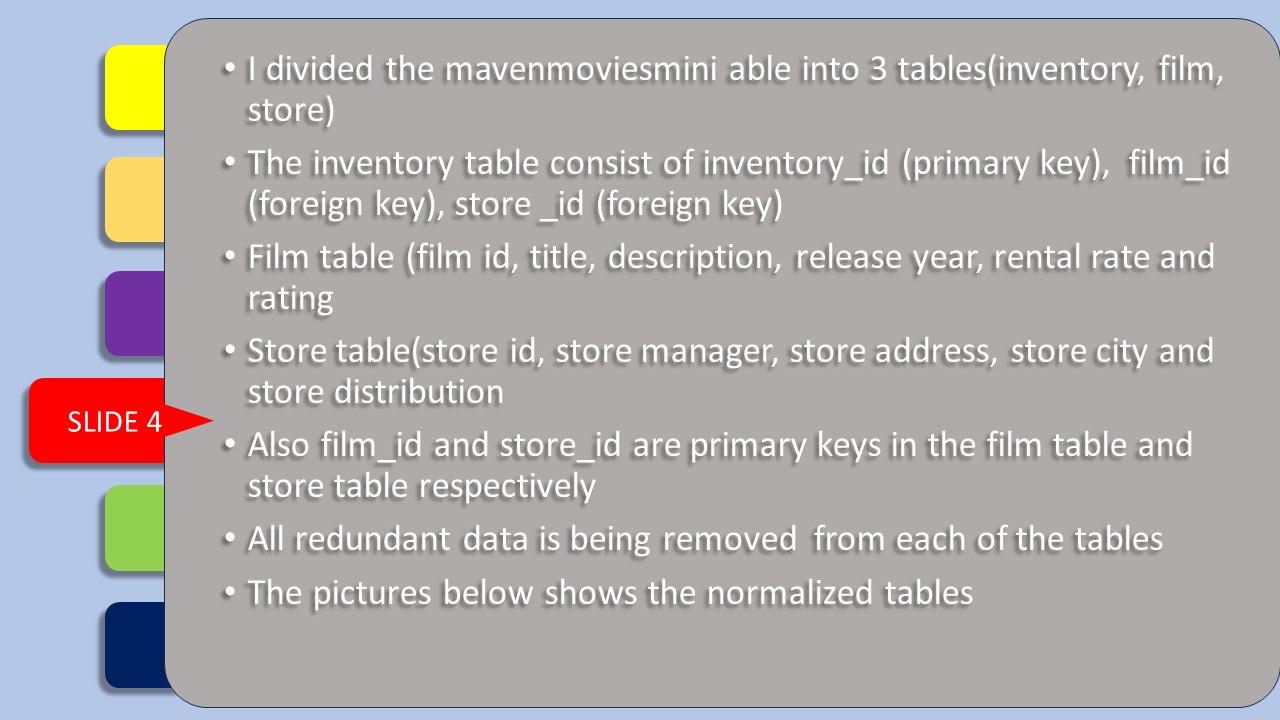 • I divided the mavenmoviesmini able into 3 tables(inventory, film,
store)
• The inventory table consist of inventory_id (primary key), film_id
(foreign key), store _id (foreign key)
• Film table (film id, title, description, release year, rental rate and
rating
• Store table(store id, store manager, store address, store city and
store distribution
SLIDE 4
• Also film_id and store_id are primary keys in the film table and
store table respectively
• All redundant data is being removed from each of the tables
• The pictures below shows the normalized tables